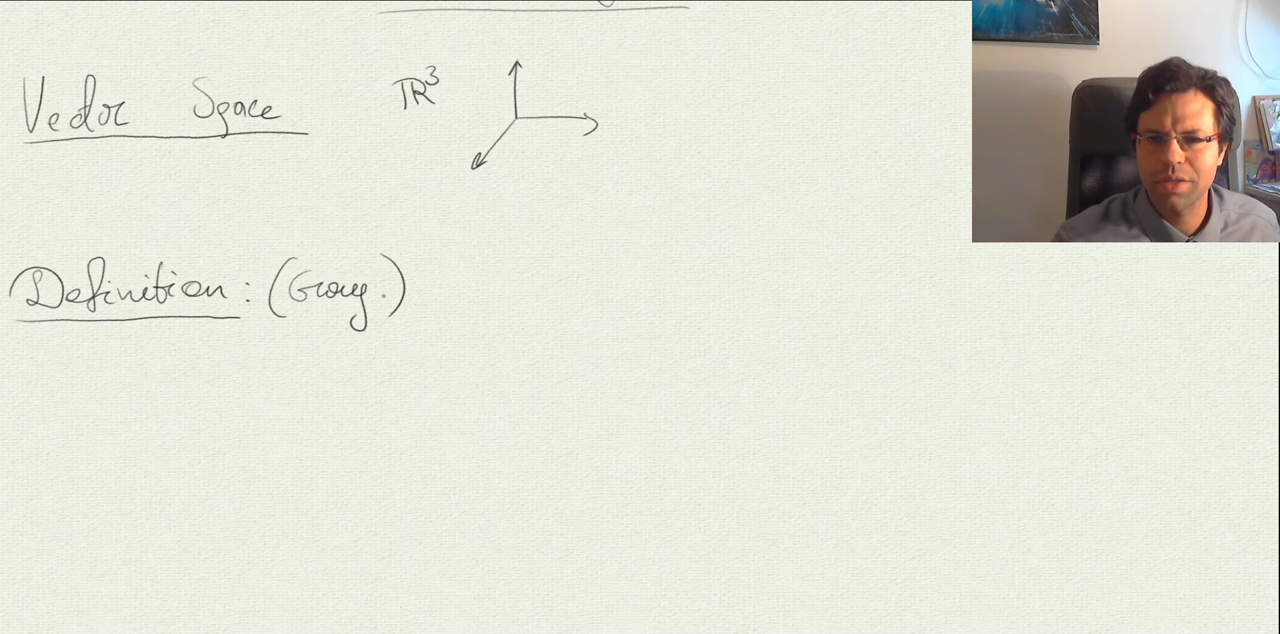 Vector Space ℝ³
Definition: (Group.)